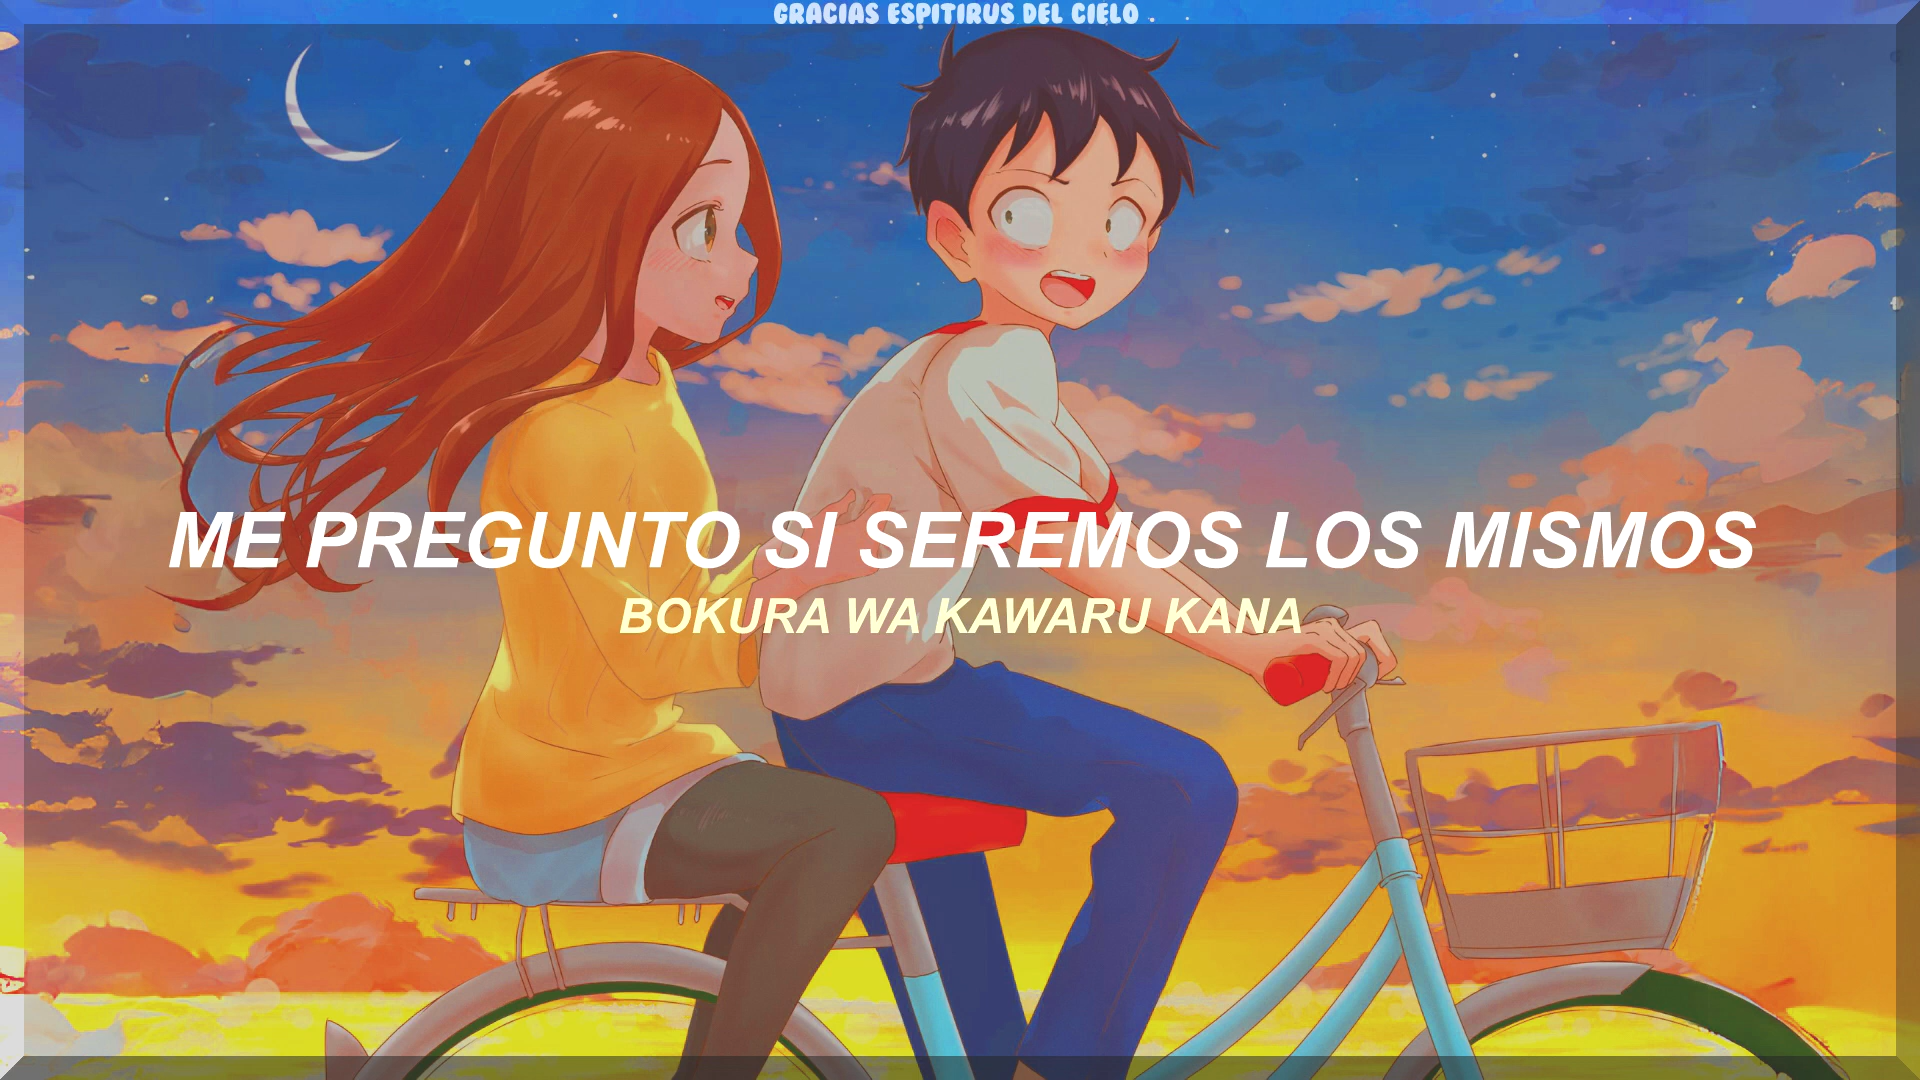 GRACIAS ESPITIRUS DEL CIELO
ME PREGUNTO SI SEREMOS LOS MISMOS
BOKURA WA KAWARU KANA